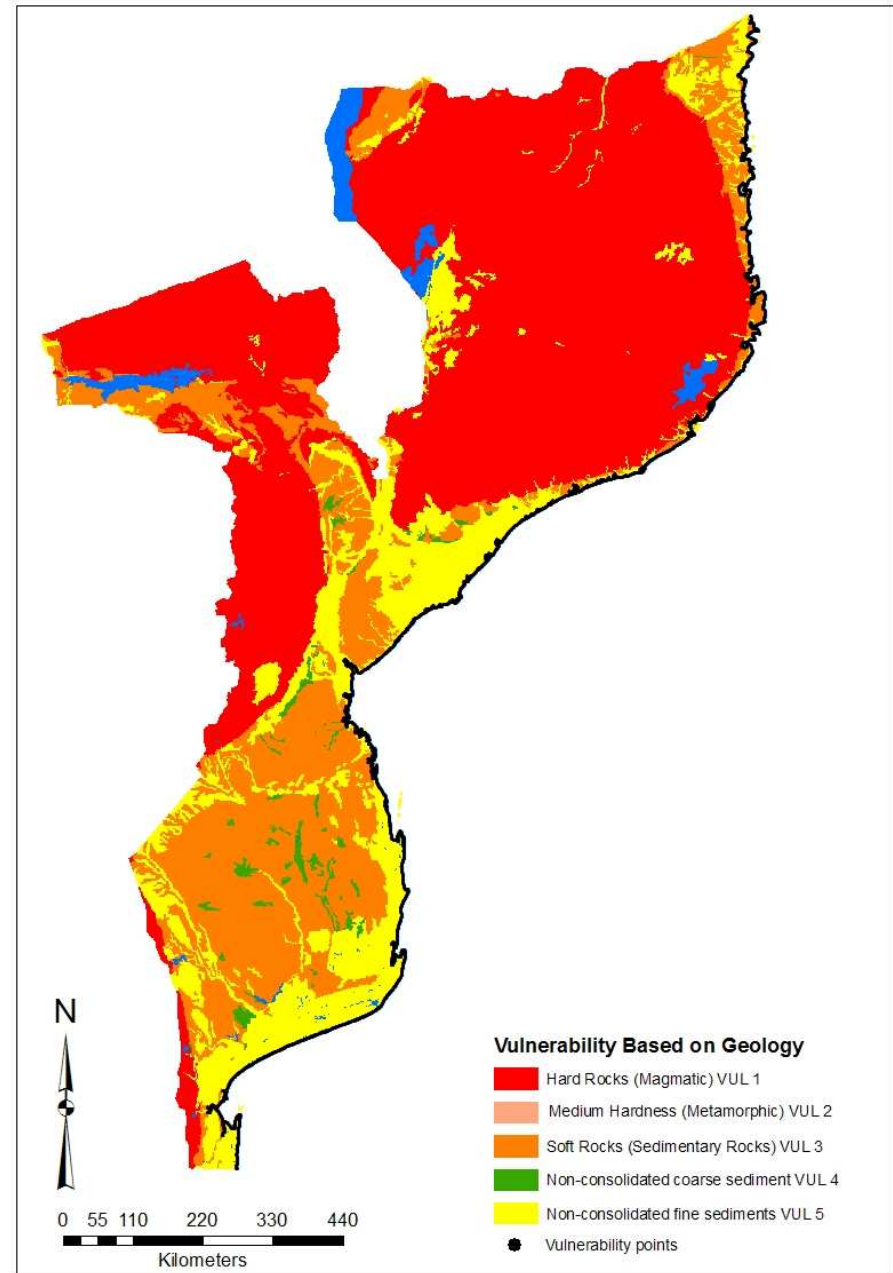 N
0 55 110 220 330 440
Kilometers
Vulnerability Based on Geology
Hard Rocks (Magmatic) VUL 1
Medium Hardness (Metamorphic) VUL 2
Soft Rocks (Sedimentary Rocks) VUL 3
Non-consolidated coarse sediment VUL 4
Non-consolidated fine sediments VUL 5
Vulnerability points